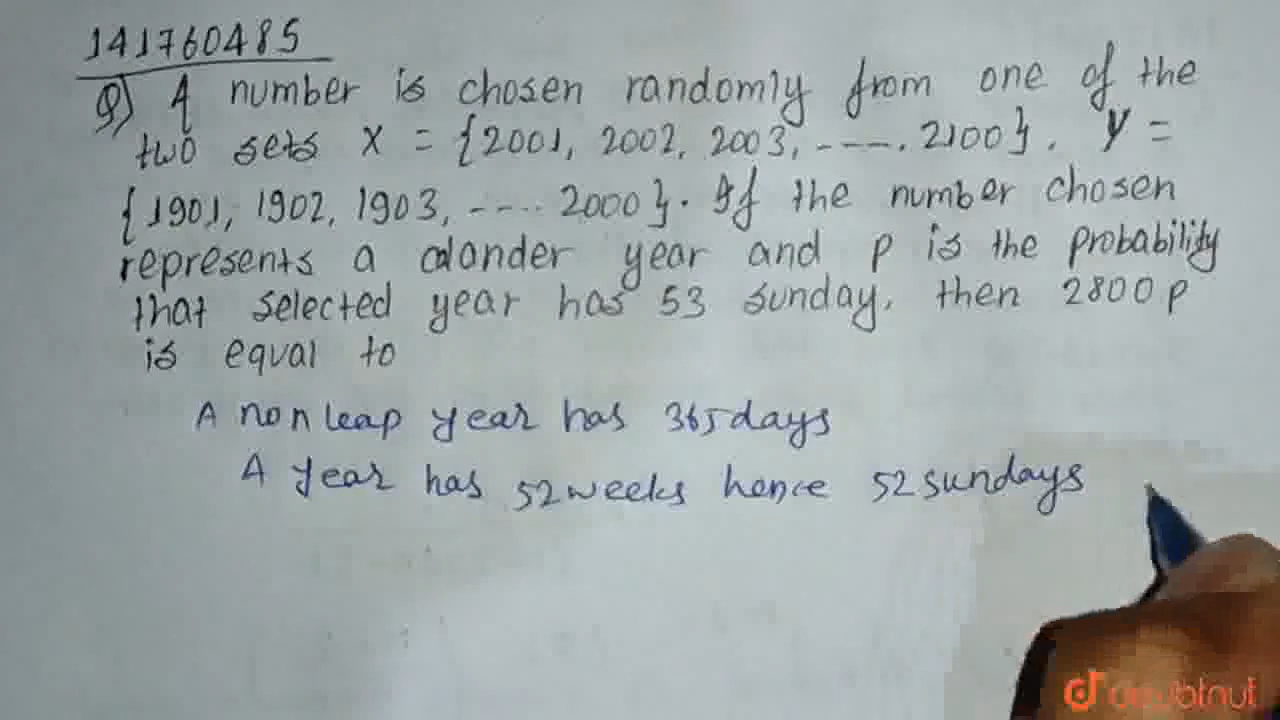 141760485
Q) A number is chosen randomly from one of the
two sets X = {2001, 2002, 2003, ----. 2100}. Y =
{1901, 1902, 1903, ---- 2000}. If the number chosen
represents a calander year and p is the probability
that selected year has 53 sunday. then 2800 p
is equal to
A non leap year has 365 days
A year has 52 weeks hence 52 sundays
doubtnut